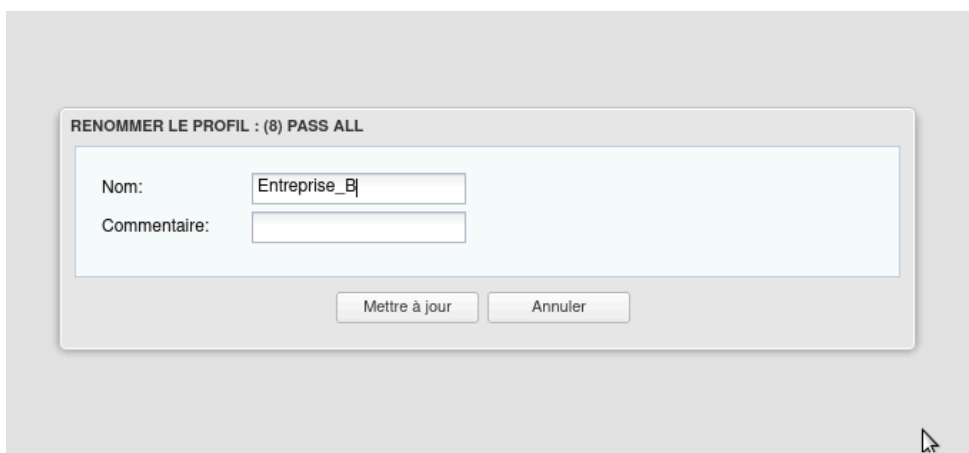 RENOMMER LE PROFIL : (8) PASS ALL
Nom: Entreprise_B
Commentaire:
Mettre à jour Annuler